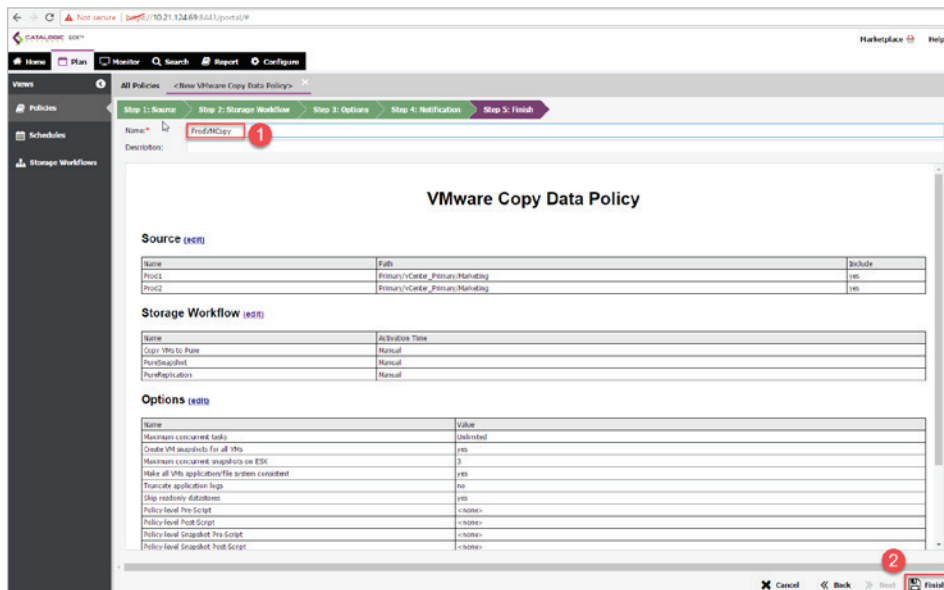 Not secure | https://10.21.124.69:8443/portal/#
CATALOGIC ECX™
Marketplace Help
Home Plan Monitor Search Report Configure
Views All Policies <New VMware Copy Data Policy>
Policies
Schedules
Storage Workflows
Step 1: Source Step 2: Storage Workflow Step 3: Options Step 4: Notification Step 5: Finish
Name:* ProdVMCopy 1
Description:
VMware Copy Data Policy
Source (edit)
Name Path Include
Prod1 Primary/vCenter_Primary/Marketing yes
Prod2 Primary/vCenter_Primary/Marketing yes
Storage Workflow (edit)
Name Activation Time
Copy VMs to Pure Manual
PureSnapshot Manual
PureReplication Manual
Options (edit)
Name Value
Maximum concurrent tasks Unlimited
Create VM snapshots for all VMs yes
Maximum concurrent snapshots on ESX 3
Make all VMs application/file system consistent yes
Truncate application logs no
Skip readonly datastores yes
Policy-level Pre-Script <none>
Policy-level Post-Script <none>
Policy-level Snapshot Pre-Script <none>
Policy-level Snapshot Post-Script <none>
2
Cancel Back Next Finish